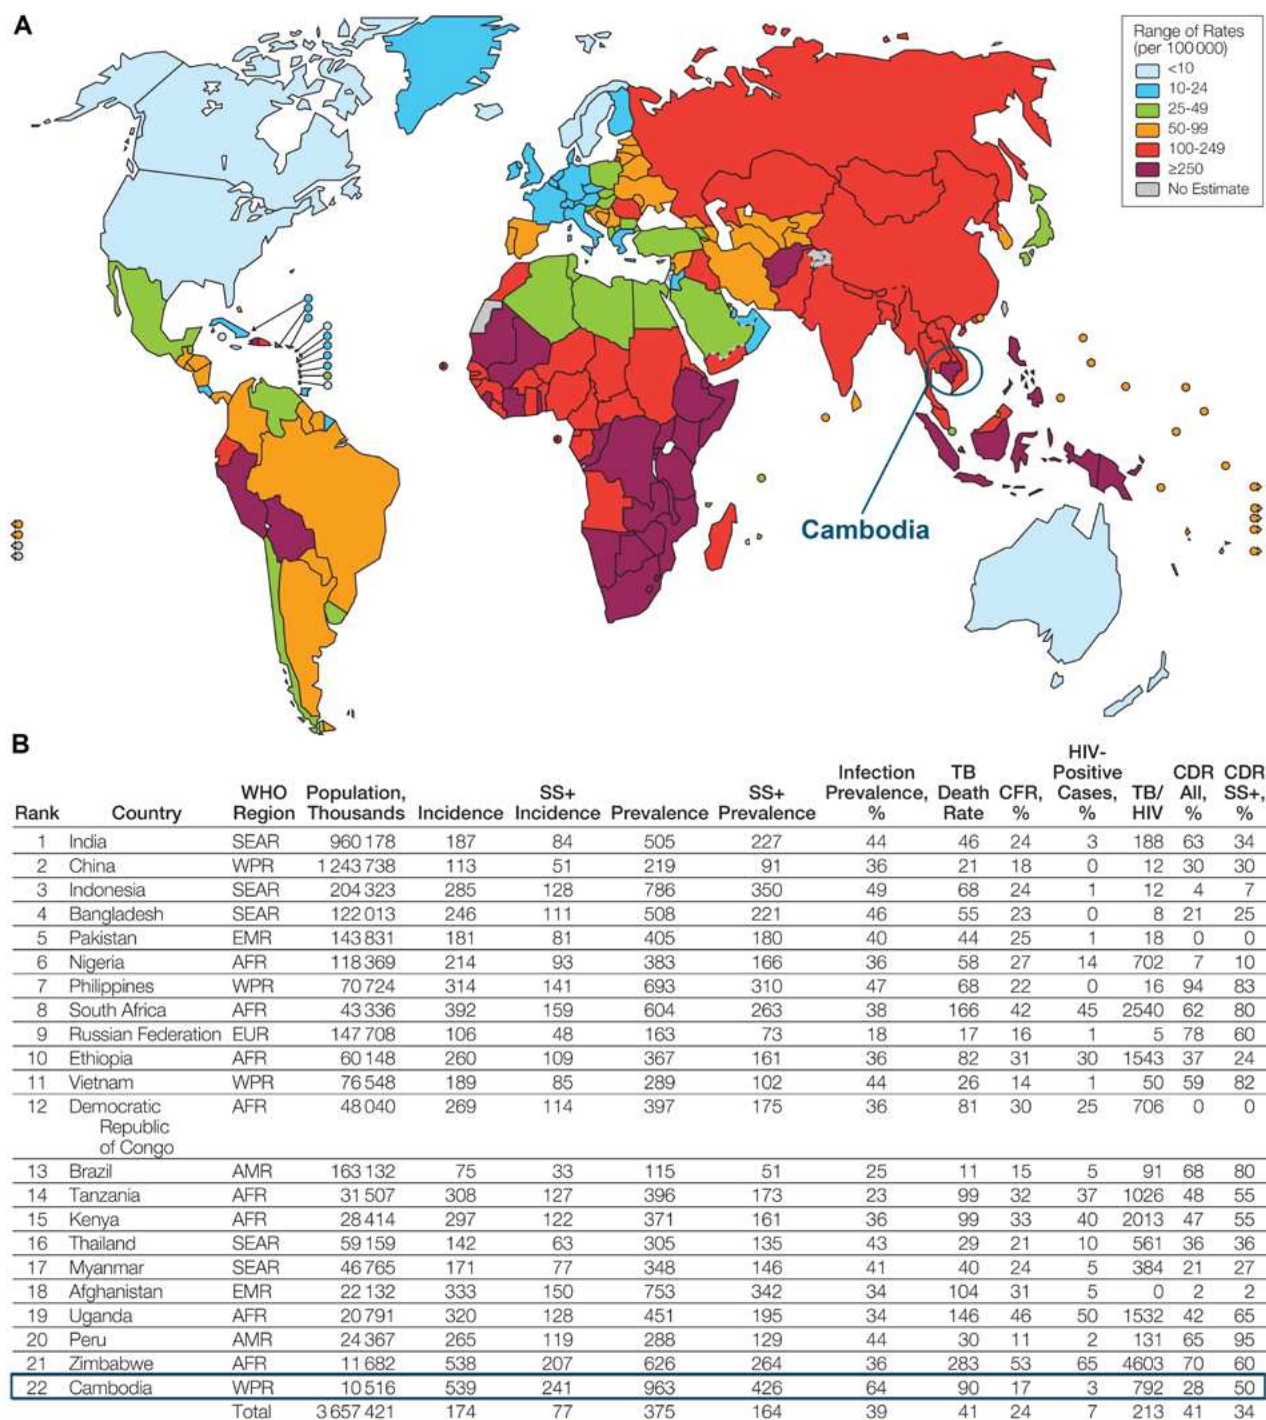 A
Range of Rates
(per 100 000)
<10
10-24
25-49
50-99
100-249
≥250
No Estimate
Cambodia
B
Rank Country WHO Region Population, Thousands Incidence SS+ Incidence Prevalence SS+ Prevalence Infection Prevalence, % TB Death Rate CFR, % HIV-Positive Cases, % TB/HIV CDR All, % CDR SS+, %
1 India SEAR 960 178 187 84 505 227 44 46 24 3 188 63 34
2 China WPR 1 243 738 113 51 219 91 36 21 18 0 12 30 30
3 Indonesia SEAR 204 323 285 128 786 350 49 68 24 1 12 4 7
4 Bangladesh SEAR 122 013 246 111 508 221 46 55 23 0 8 21 25
5 Pakistan EMR 143 831 181 81 405 180 40 44 25 1 18 0 0
6 Nigeria AFR 118 369 214 93 383 166 36 58 27 14 702 7 10
7 Philippines WPR 70 724 314 141 693 310 47 68 22 0 16 94 83
8 South Africa AFR 43 336 392 159 604 263 38 166 42 45 2540 62 80
9 Russian Federation EUR 147 708 106 48 163 73 18 17 16 1 5 78 60
10 Ethiopia AFR 60 148 260 109 367 161 36 82 31 30 1543 37 24
11 Vietnam WPR 76 548 189 85 289 102 44 26 14 1 50 59 82
12 Democratic AFR 48 040 269 114 397 175 36 81 30 25 706 0 0
Republic
of Congo
13 Brazil AMR 163 132 75 33 115 51 25 11 15 5 91 68 80
14 Tanzania AFR 31 507 308 127 396 173 23 99 32 37 1026 48 55
15 Kenya AFR 28 414 297 122 371 161 36 99 33 40 2013 47 55
16 Thailand SEAR 59 159 142 63 305 135 43 29 21 10 561 36 36
17 Myanmar SEAR 46 765 171 77 348 146 41 40 24 5 384 21 27
18 Afghanistan EMR 22 132 333 150 753 342 34 104 31 5 0 2 2
19 Uganda AFR 20 791 320 128 451 195 34 146 46 50 1532 42 65
20 Peru AMR 24 367 265 119 288 129 44 30 11 2 131 65 95
21 Zimbabwe AFR 11 682 538 207 626 264 36 283 53 65 4603 70 60
22 Cambodia WPR 10 516 539 241 963 426 64 90 17 3 792 28 50
Total 3 657 421 174 77 375 164 39 41 24 7 213 41 34